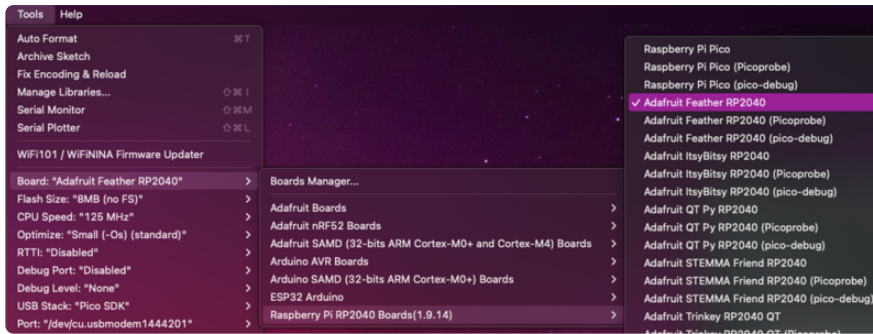 Tools Help
Auto Format ⌘T
Archive Sketch
Fix Encoding & Reload
Manage Libraries... ⇧⌘I
Serial Monitor ⇧⌘M
Serial Plotter ⇧⌘L
WiFi101 / WiFiNINA Firmware Updater
Board: "Adafruit Feather RP2040"
Flash Size: "8MB (no FS)"
CPU Speed: "125 MHz"
Optimize: "Small (-Os) (standard)"
RTTI: "Disabled"
Debug Port: "Disabled"
Debug Level: "None"
USB Stack: "Pico SDK"
Port: "/dev/cu.usbmodem1444201"
Boards Manager...
Adafruit Boards
Adafruit nRF52 Boards
Adafruit SAMD (32-bits ARM Cortex-M0+ and Cortex-M4) Boards
Arduino AVR Boards
Arduino SAMD (32-bits ARM Cortex-M0+) Boards
ESP32 Arduino
Raspberry Pi RP2040 Boards(1.9.14)
Raspberry Pi Pico
Raspberry Pi Pico (Picoprobe)
Raspberry Pi Pico (pico-debug)
✓ Adafruit Feather RP2040
Adafruit Feather RP2040 (Picoprobe)
Adafruit Feather RP2040 (pico-debug)
Adafruit ItsyBitsy RP2040
Adafruit ItsyBitsy RP2040 (Picoprobe)
Adafruit ItsyBitsy RP2040 (pico-debug)
Adafruit QT Py RP2040
Adafruit QT Py RP2040 (Picoprobe)
Adafruit QT Py RP2040 (pico-debug)
Adafruit STEMMA Friend RP2040
Adafruit STEMMA Friend RP2040 (Picoprobe)
Adafruit STEMMA Friend RP2040 (pico-debug)
Adafruit Trinkey RP2040 QT
Adafruit Trinkey RP2040 QT (Picoprobe)